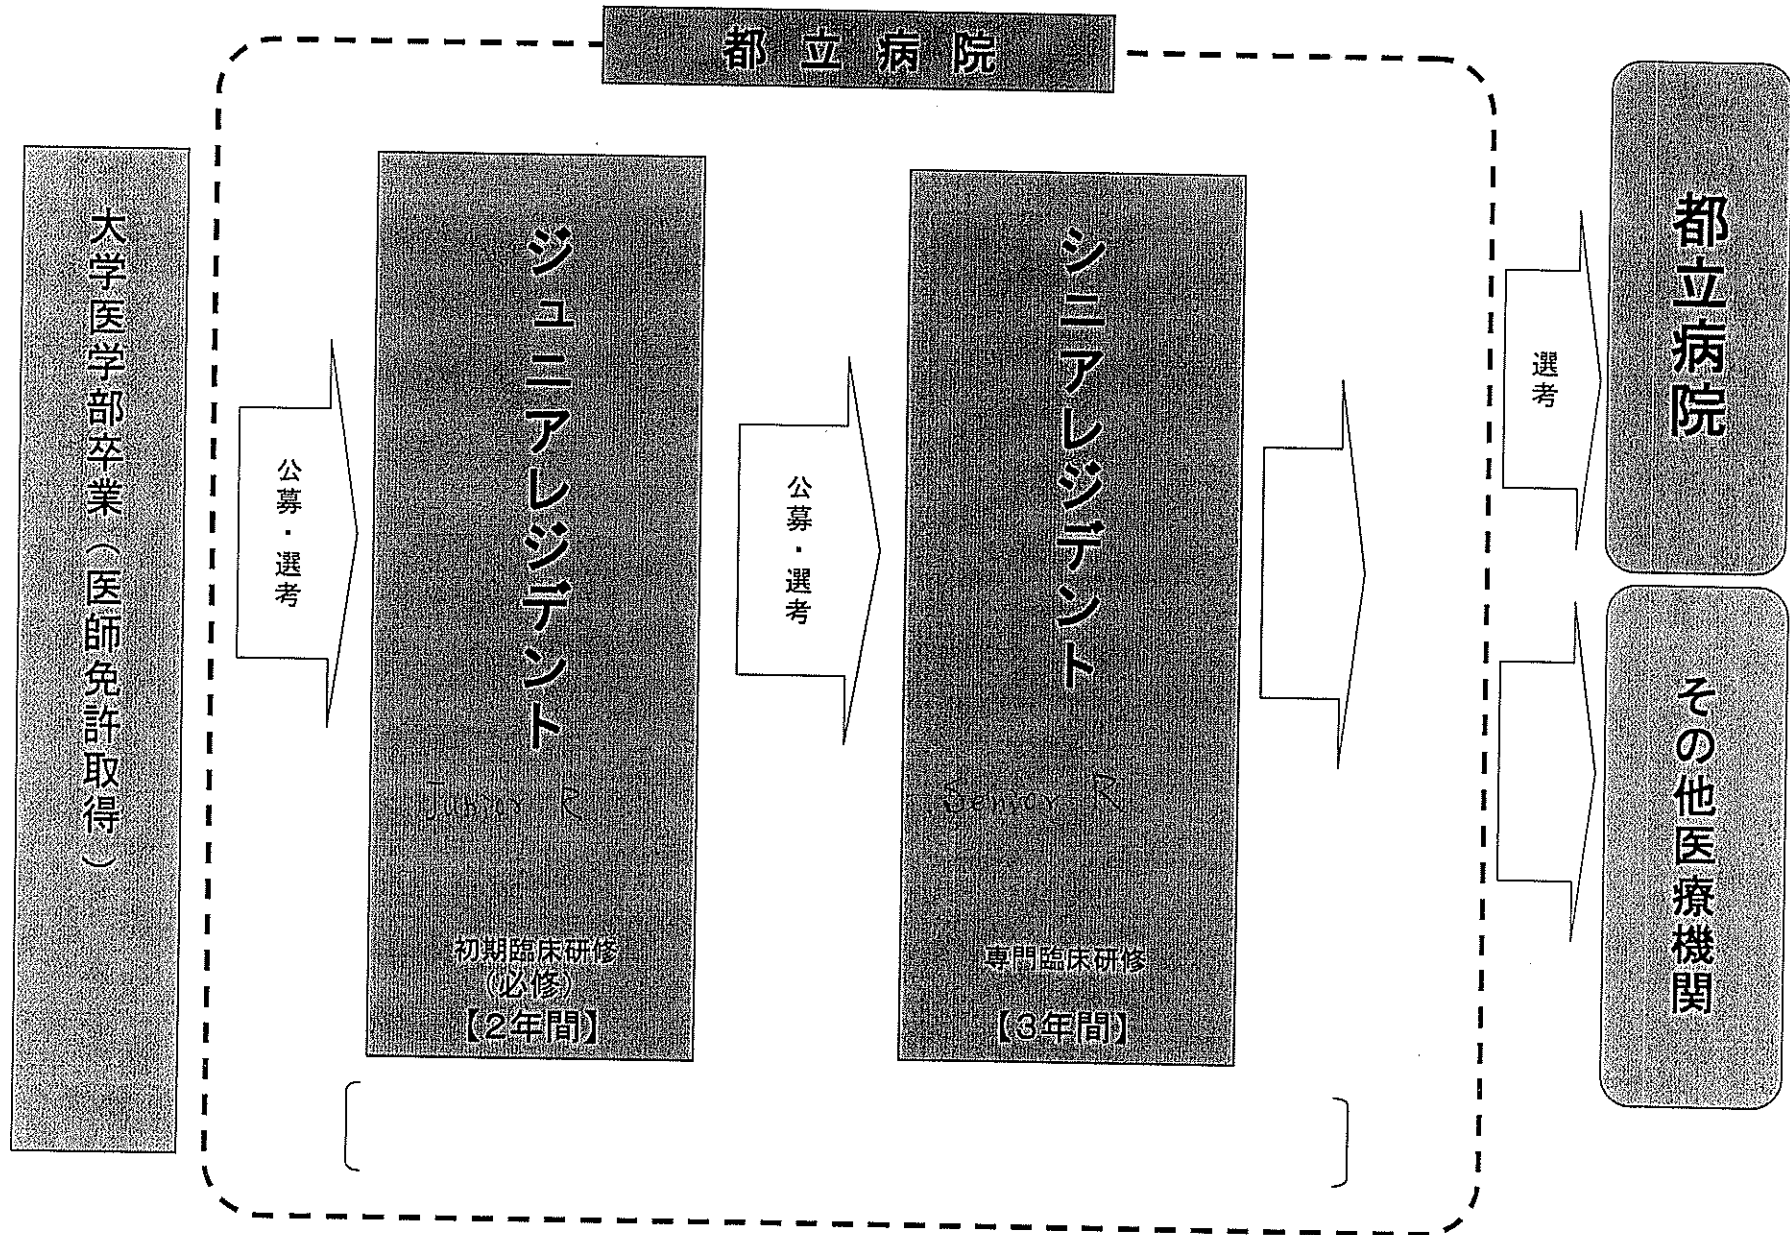 都立病院
大学医学部卒業（医師免許取得）
公募・選考
ジュニアレジデント
Junior R
初期臨床研修
（必修）
【２年間】
公募・選考
シニアレジデント
Senior R
専門臨床研修
【３年間】
選考
都立病院
その他医療機関